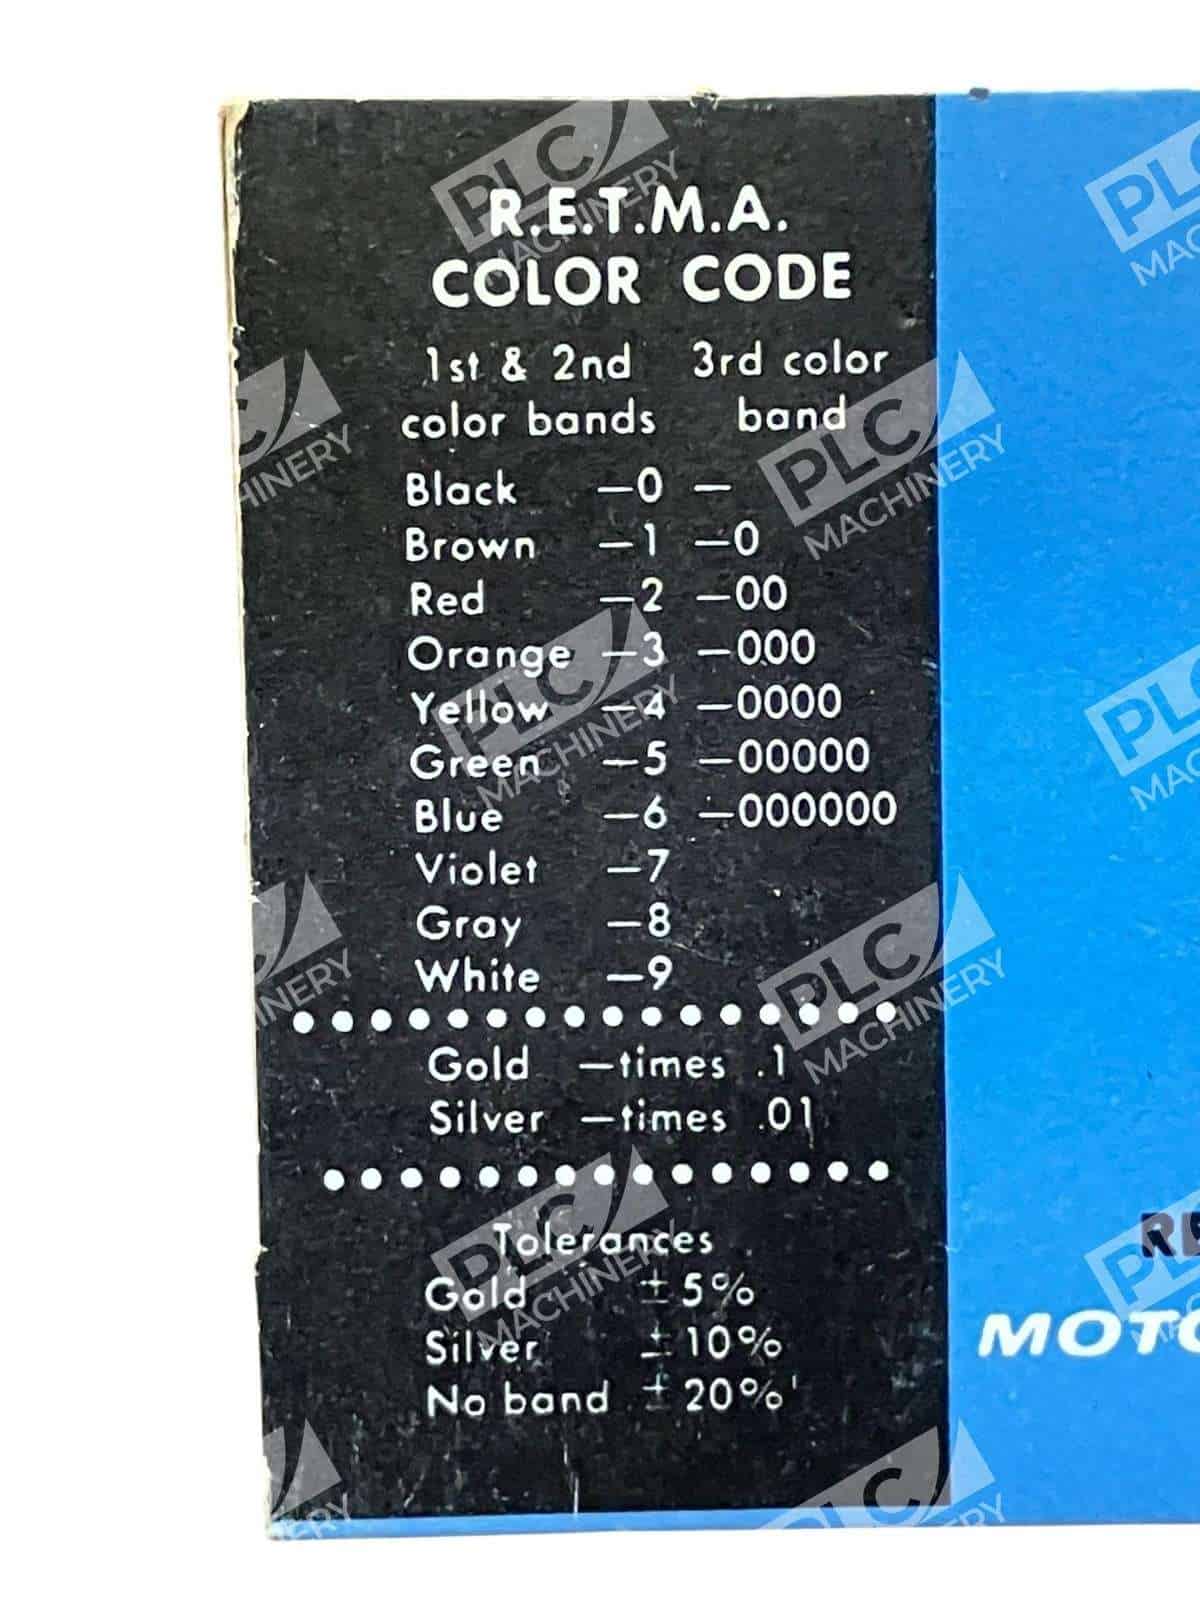 R.E.T.M.A.
COLOR CODE
1st & 2nd 3rd color
color bands band
Black —0 —
Brown —1 —0
Red —2 —00
Orange —3 —000
Yellow —4 —0000
Green —5 —00000
Blue —6 —000000
Violet —7
Gray —8
White —9
Gold —times .1
Silver —times .01
Tolerances
Gold ± 5%
Silver ± 10%
No band ± 20%
PLC
MACHINERY